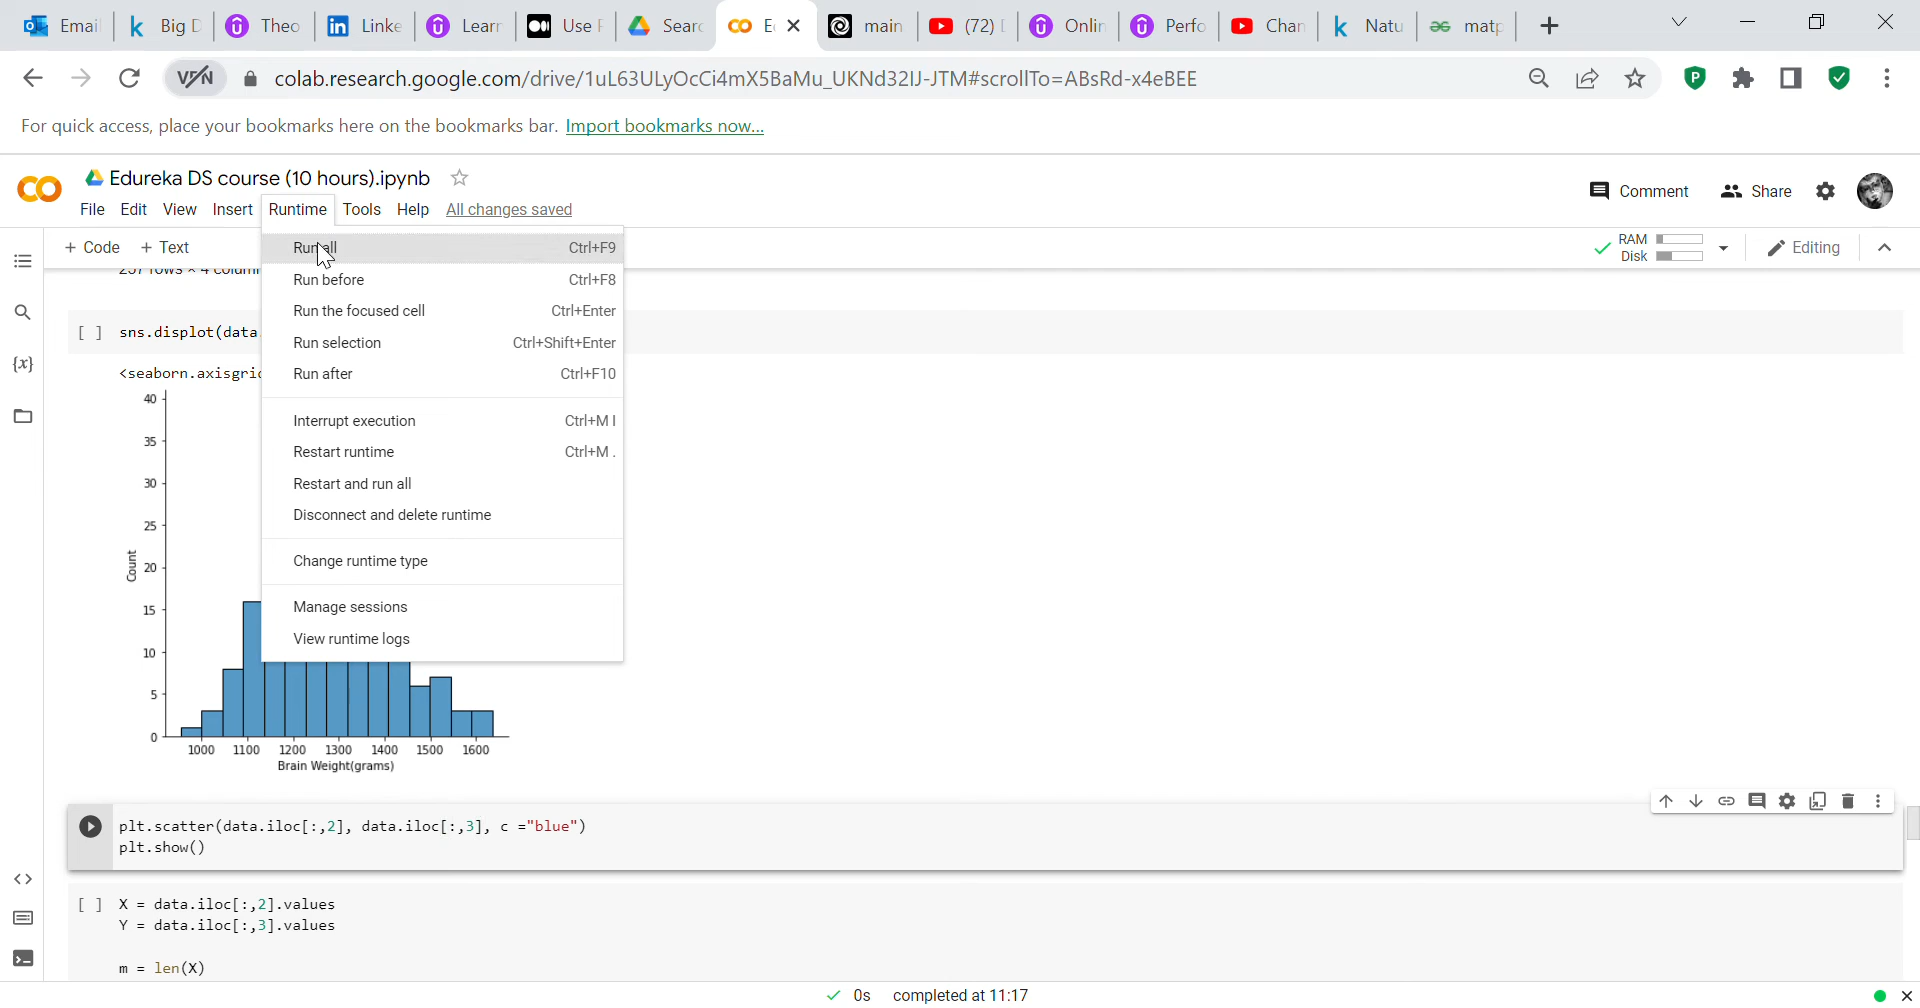 Email
Big D
Theo
Linke
Learn
Use F
Searc
E
main
(72)
Onlin
Perfo
Chan
Natu
matp
VPN
colab.research.google.com/drive/1uL63ULyOcCi4mX5BaMu_UKNd32IJ-JTM#scrollTo=ABsRd-x4eBEE
For quick access, place your bookmarks here on the bookmarks bar. Import bookmarks now...
Edureka DS course (10 hours).ipynb
Comment
Share
File Edit View Insert Runtime Tools Help All changes saved
+ Code + Text
RAM
Disk
Editing
Run all Ctrl+F9
Run before Ctrl+F8
Run the focused cell Ctrl+Enter
Run selection Ctrl+Shift+Enter
Run after Ctrl+F10
Interrupt execution Ctrl+M I
Restart runtime Ctrl+M .
Restart and run all
Disconnect and delete runtime
Change runtime type
Manage sessions
View runtime logs
[ ] sns.displot(data.
<seaborn.axisgri
40
35
30
25
20
15
10
5
0
Count
1000 1100 1200 1300 1400 1500 1600
Brain Weight(grams)
plt.scatter(data.iloc[:,2], data.iloc[:,3], c ="blue")
plt.show()
[ ] X = data.iloc[:,2].values
Y = data.iloc[:,3].values
m = len(X)
0s completed at 11:17